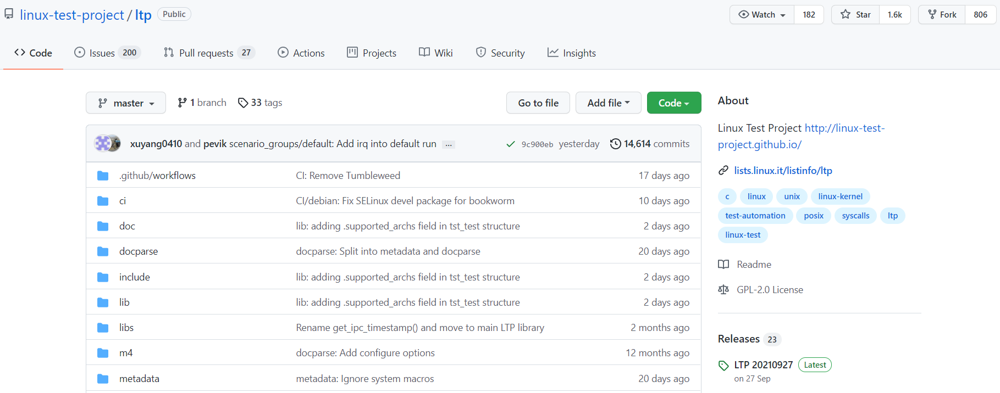 linux-test-project / ltp Public Watch 182 Star 1.6k Fork 806
Code Issues 200 Pull requests 27 Actions Projects Wiki Security Insights
master 1 branch 33 tags Go to file Add file Code
xuyang0410 and pevik scenario_groups/default: Add irq into default run ... 9c900eb yesterday 14,614 commits
.github/workflows CI: Remove Tumbleweed 17 days ago
ci CI/debian: Fix SELinux devel package for bookworm 10 days ago
doc lib: adding .supported_archs field in tst_test structure 2 days ago
docparse docparse: Split into metadata and docparse 20 days ago
include lib: adding .supported_archs field in tst_test structure 2 days ago
lib lib: adding .supported_archs field in tst_test structure 2 days ago
libs Rename get_ipc_timestamp() and move to main LTP library 2 months ago
m4 docparse: Add configure options 12 months ago
metadata metadata: Ignore system macros 20 days ago
About
Linux Test Project http://linux-test-
project.github.io/
lists.linux.it/listinfo/ltp
c linux unix linux-kernel
test-automation posix syscalls ltp
linux-test
Readme
GPL-2.0 License
Releases 23
LTP 20210927 Latest
on 27 Sep